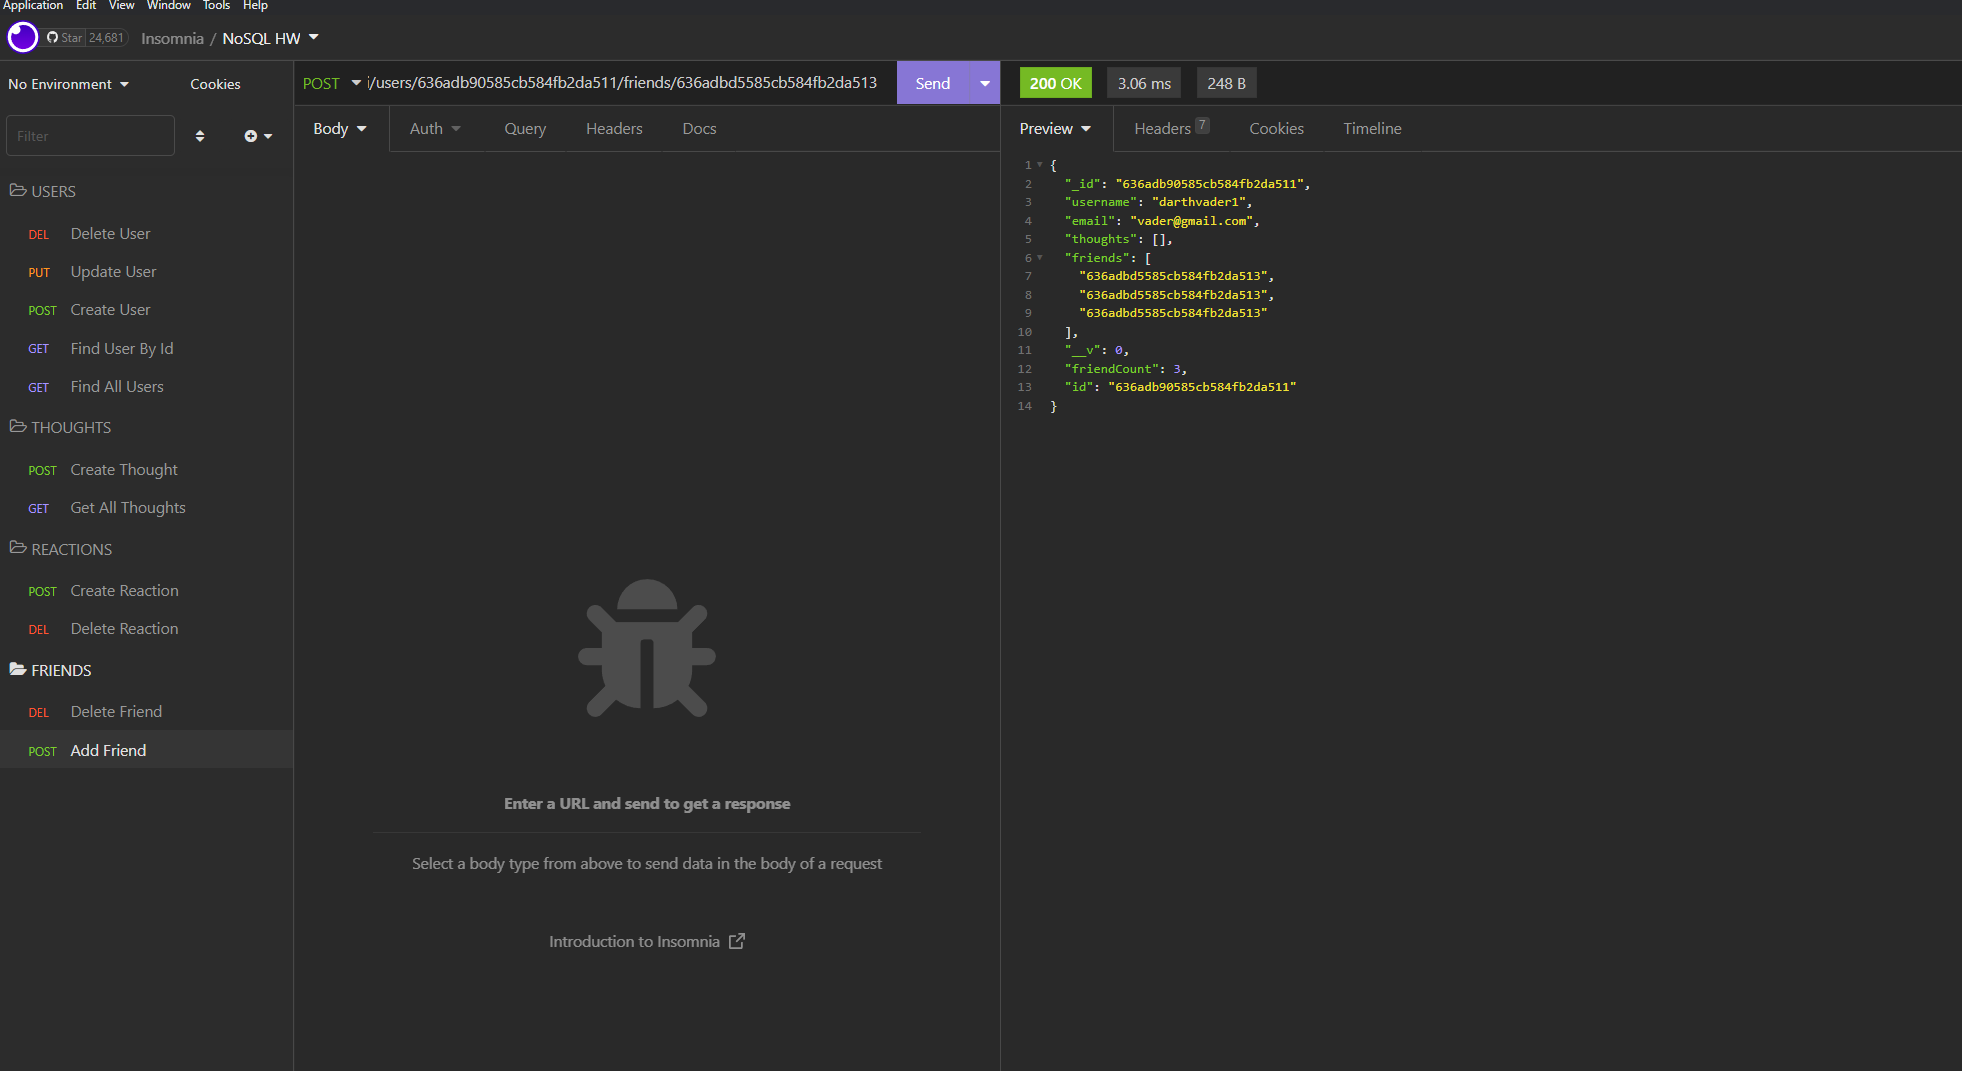 Application Edit View Window Tools Help
Star 24,681 Insomnia / NoSQL HW
No Environment Cookies
Filter
USERS
DEL Delete User
PUT Update User
POST Create User
GET Find User By Id
GET Find All Users
THOUGHTS
POST Create Thought
GET Get All Thoughts
REACTIONS
POST Create Reaction
DEL Delete Reaction
FRIENDS
DEL Delete Friend
POST Add Friend
POST i/users/636adb90585cb584fb2da511/friends/636adbd5585cb584fb2da513 Send
Body Auth Query Headers Docs
Enter a URL and send to get a response
Select a body type from above to send data in the body of a request
Introduction to Insomnia
200 OK 3.06 ms 248 B
Preview Headers 7 Cookies Timeline
1 {
2 "_id": "636adb90585cb584fb2da511",
3 "username": "darthvader1",
4 "email": "vader@gmail.com",
5 "thoughts": [],
6 "friends": [
7 "636adbd5585cb584fb2da513",
8 "636adbd5585cb584fb2da513",
9 "636adbd5585cb584fb2da513"
10 ],
11 "__v": 0,
12 "friendCount": 3,
13 "id": "636adb90585cb584fb2da511"
14 }